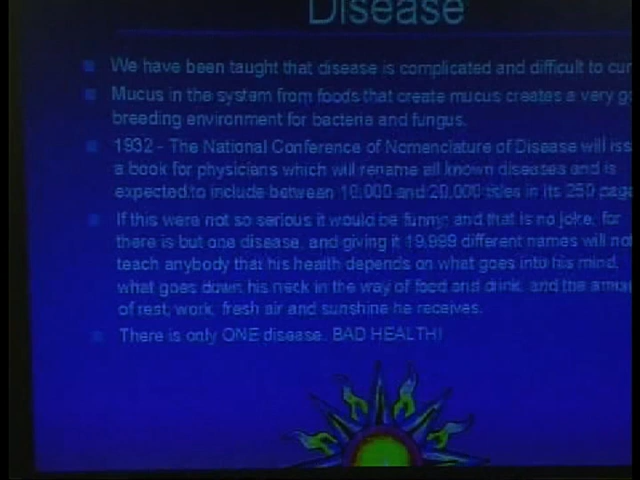 Disease
We have been taught that disease is complicated and difficult to cur
Mucus in the system from foods that create mucus creates a very g
breeding environment for bacteria and fungus.
1932 - The National Conference of Nomenclature of Disease will iss
a book for physicians which will rename all known diseases and is
expected to include between 10,000 and 20,000 titles in its 250 page
If this were not so serious it would be funny; and that is no joke, for
there is but one disease, and giving it 19,999 different names will not
teach anybody that his health depends on what goes into his mind,
what goes down his neck in the way of food and drink, and the amou
of rest, work, fresh air and sunshine he receives.
There is only ONE disease. BAD HEALTH!